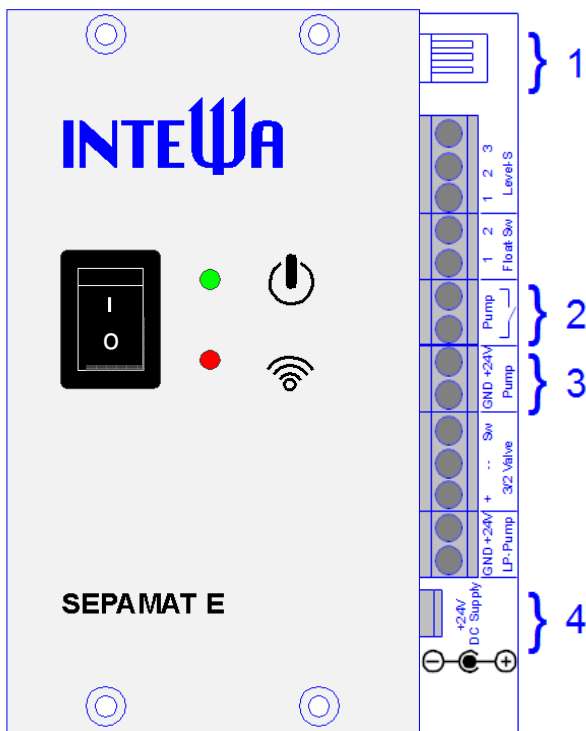 INTEWA
I
0
SEPAMAT E
1
3
2
1
Level-S
2
1
Float-Sw
Pump
2
GND +24V
Pump
3
+ -- Sw
3/2 Valve
GND +24V
LP-Pump
+24V
DC Supply
4